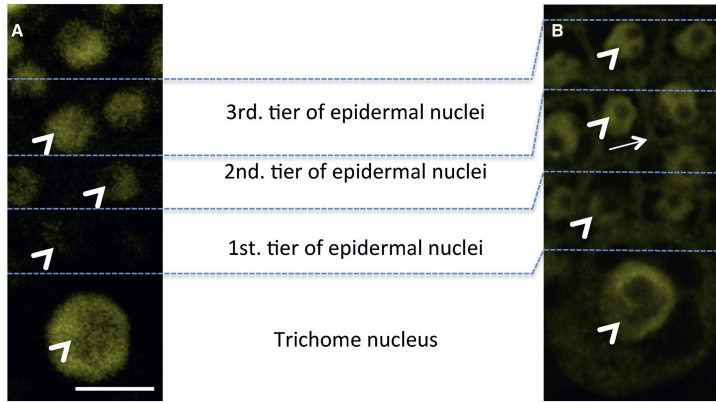 A
B
3rd. tier of epidermal nuclei
2nd. tier of epidermal nuclei
1st. tier of epidermal nuclei
Trichome nucleus